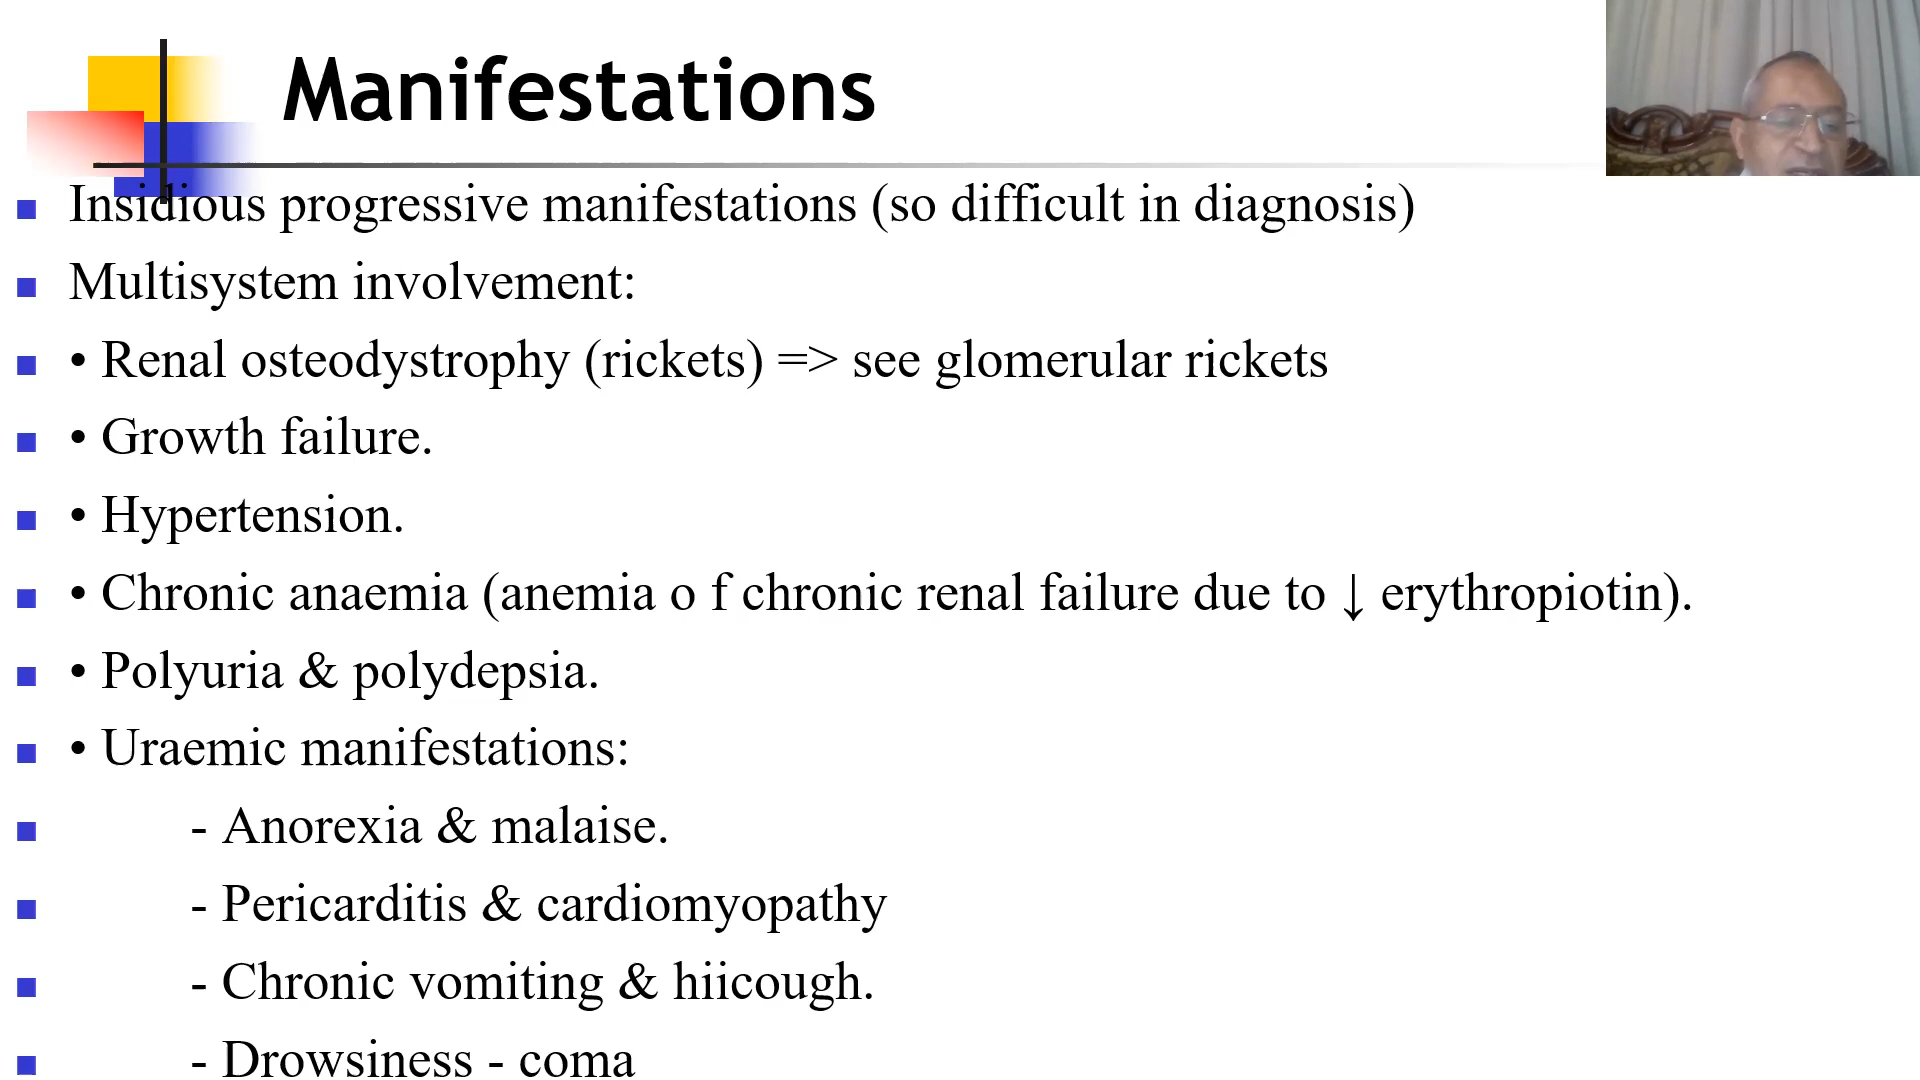 Manifestations
Insidious progressive manifestations (so difficult in diagnosis)
Multisystem involvement:
• Renal osteodystrophy (rickets) => see glomerular rickets
• Growth failure.
• Hypertension.
• Chronic anaemia (anemia o f chronic renal failure due to ↓ erythropiotin).
• Polyuria & polydepsia.
• Uraemic manifestations:
- Anorexia & malaise.
- Pericarditis & cardiomyopathy
- Chronic vomiting & hiicough.
- Drowsiness - coma